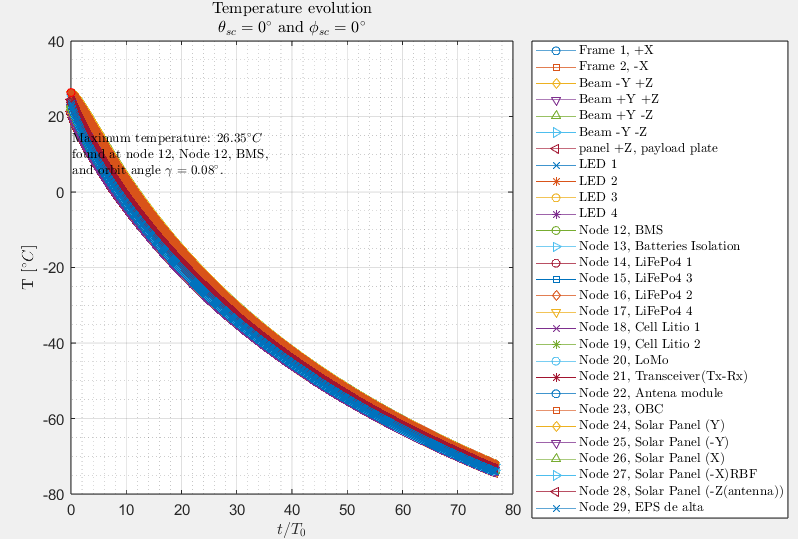 Temperature evolution
θ_sc = 0° and ϕ_sc = 0°
40
20
0
-20
-40
-60
-80
T [°C]
Maximum temperature: 26.35°C
found at node 12, Node 12, BMS,
and orbit angle γ = 0.08°.
0
10
20
30
40
50
60
70
80
t/T_0
Frame 1, +X
Frame 2, -X
Beam -Y +Z
Beam +Y +Z
Beam +Y -Z
Beam -Y -Z
panel +Z, payload plate
LED 1
LED 2
LED 3
LED 4
Node 12, BMS
Node 13, Batteries Isolation
Node 14, LiFePo4 1
Node 15, LiFePo4 3
Node 16, LiFePo4 2
Node 17, LiFePo4 4
Node 18, Cell Litio 1
Node 19, Cell Litio 2
Node 20, LoMo
Node 21, Transceiver(Tx-Rx)
Node 22, Antena module
Node 23, OBC
Node 24, Solar Panel (Y)
Node 25, Solar Panel (-Y)
Node 26, Solar Panel (X)
Node 27, Solar Panel (-X)RBF
Node 28, Solar Panel (-Z(antenna))
Node 29, EPS de alta